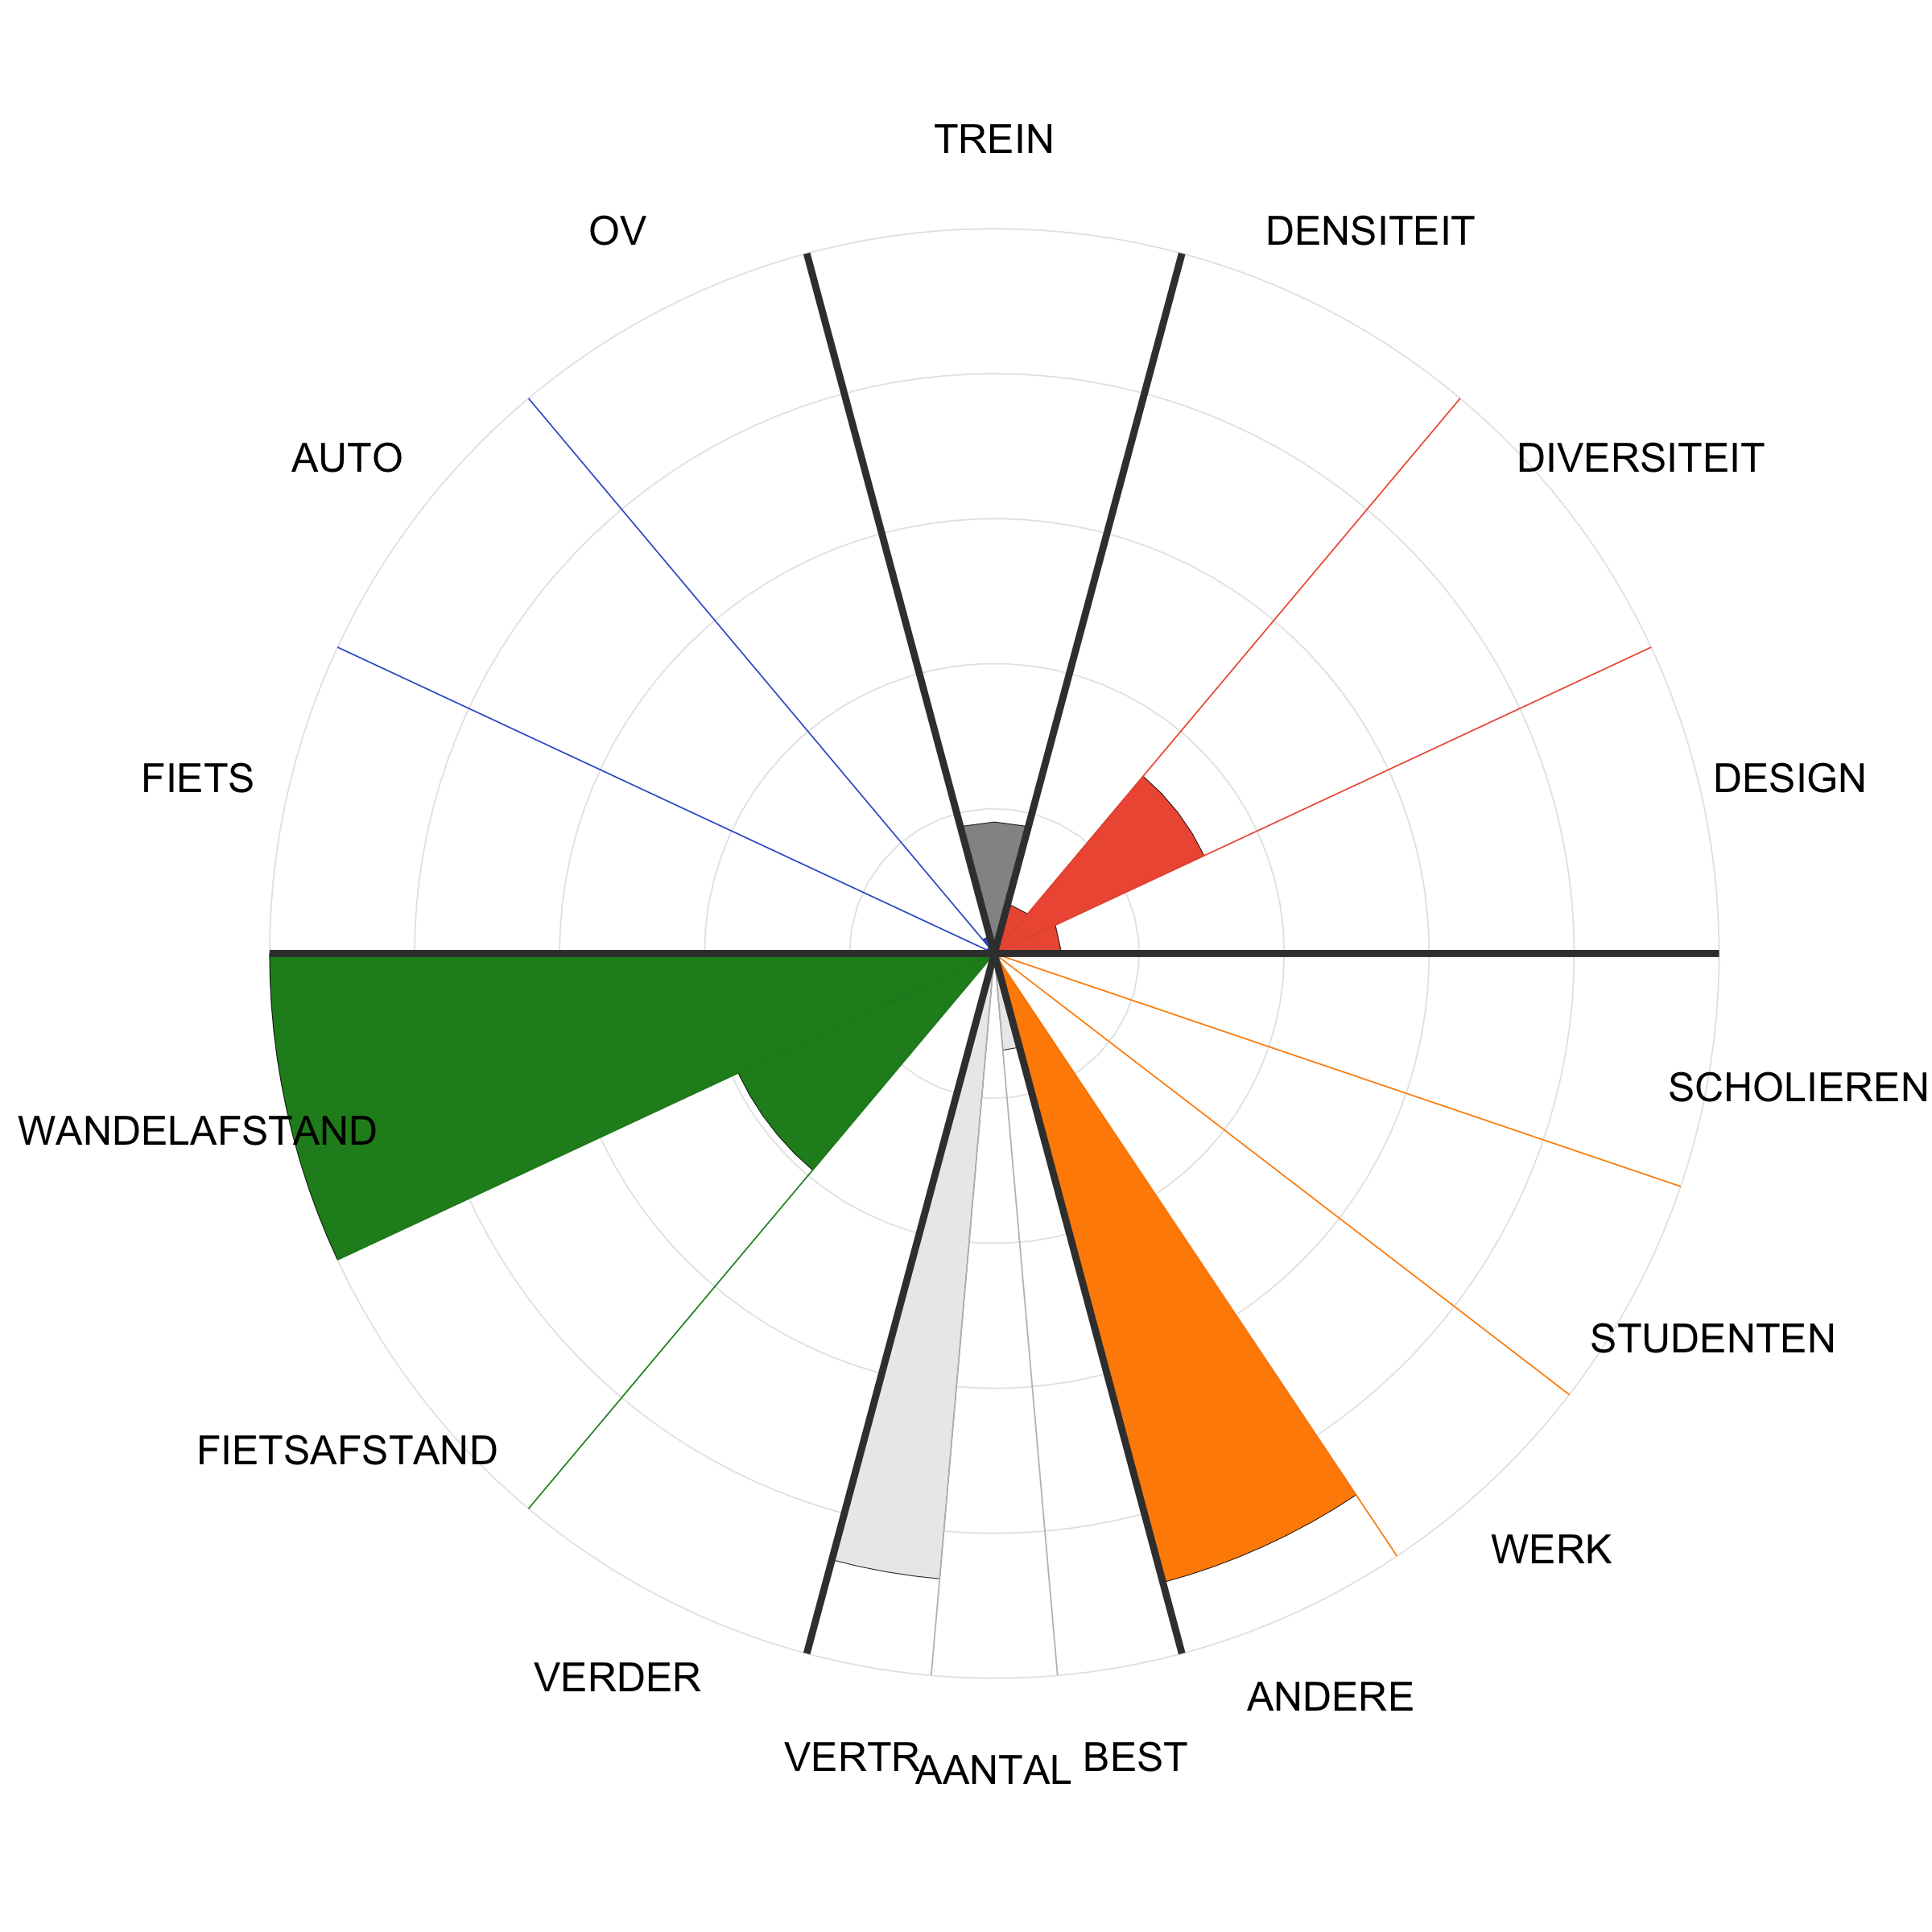 TREIN
OV
DENSITEIT
AUTO
DIVERSITEIT
FIETS
DESIGN
SCHOLIEREN
WANDELAFSTAND
STUDENTEN
FIETSAFSTAND
WERK
VERDER
ANDERE
VERTR
AANTAL
BEST